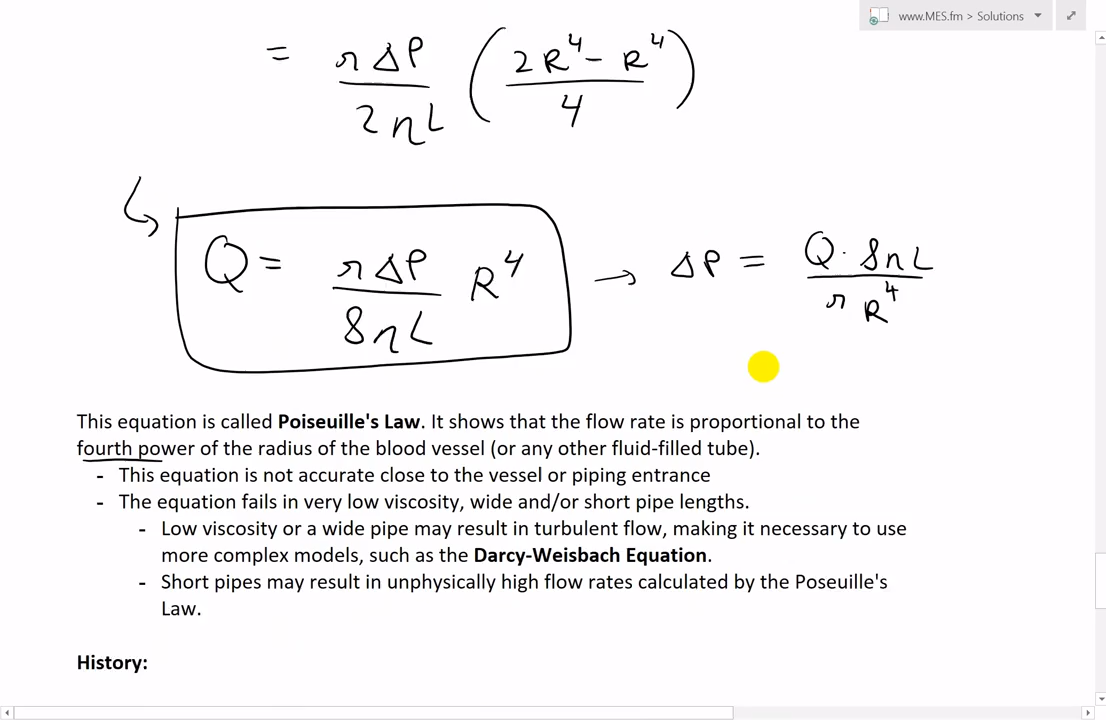 www.MES.fm > Solutions
= π ΔP / 2ηL ( 2R⁴ - R⁴ / 4 )
Q = π ΔP / 8ηL R⁴ → ΔP = Q · 8ηL / π R⁴
This equation is called Poiseuille's Law. It shows that the flow rate is proportional to the
fourth power of the radius of the blood vessel (or any other fluid-filled tube).
- This equation is not accurate close to the vessel or piping entrance
- The equation fails in very low viscosity, wide and/or short pipe lengths.
- Low viscosity or a wide pipe may result in turbulent flow, making it necessary to use
more complex models, such as the Darcy-Weisbach Equation.
- Short pipes may result in unphysically high flow rates calculated by the Poseuille's
Law.
History: